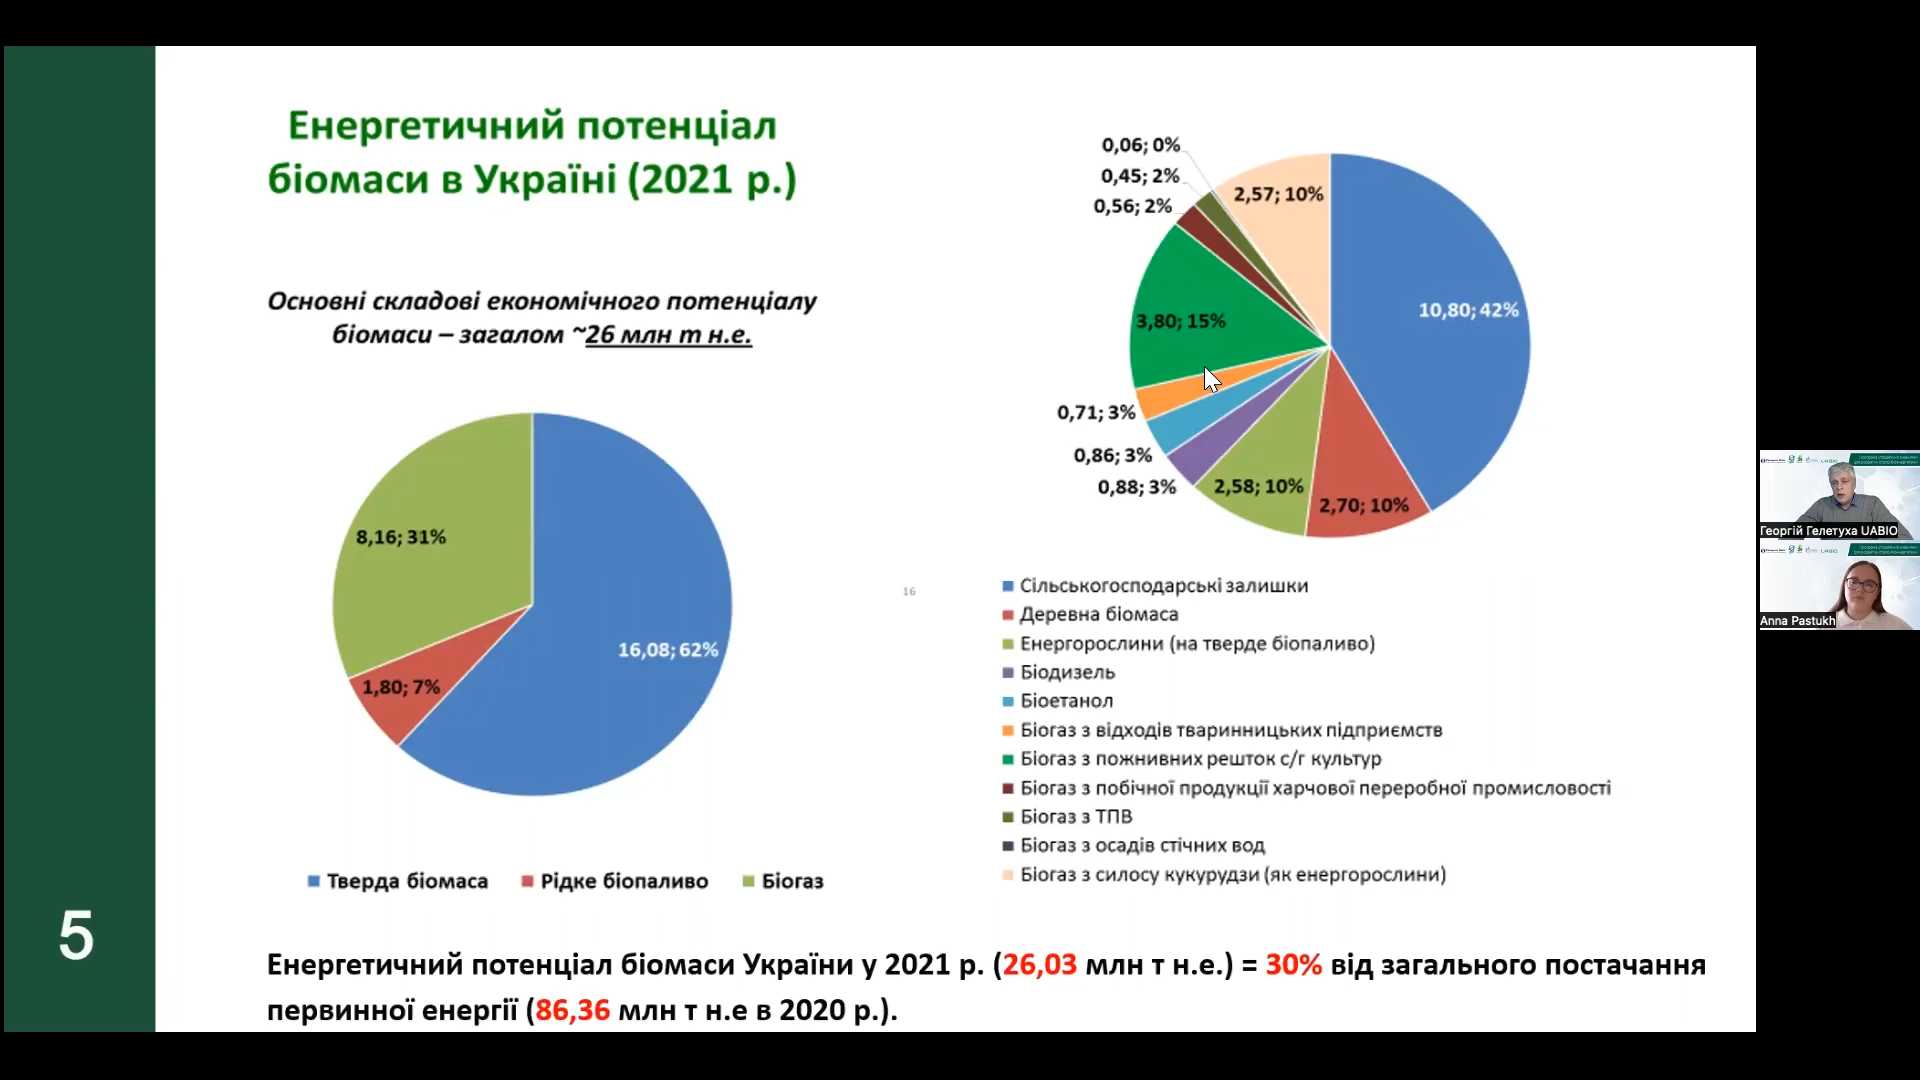 Енергетичний потенціал
біомаси в Україні (2021 р.)
Основні складові економічного потенціалу
біомаси – загалом ~26 млн т н.е.
8,16; 31%
16,08; 62%
1,80; 7%
Тверда біомаса
Рідке біопаливо
Біогаз
16
0,06; 0%
0,45; 2%
0,56; 2%
2,57; 10%
10,80; 42%
3,80; 15%
0,71; 3%
0,86; 3%
0,88; 3%
2,58; 10%
2,70; 10%
Сільськогосподарські залишки
Деревна біомаса
Енергорослини (на тверде біопаливо)
Біодизель
Біоетанол
Біогаз з відходів тваринницьких підприємств
Біогаз з пожнивних решток с/г культур
Біогаз з побічної продукції харчової переробної промисловості
Біогаз з ТПВ
Біогаз з осадів стічних вод
Біогаз з силосу кукурудзи (як енергорослини)
5
Енергетичний потенціал біомаси України у 2021 р. (26,03 млн т н.е.) = 30% від загального постачання
первинної енергії (86,36 млн т н.е в 2020 р.).
Георгій Гелетуха UABIO
Anna Pastukh